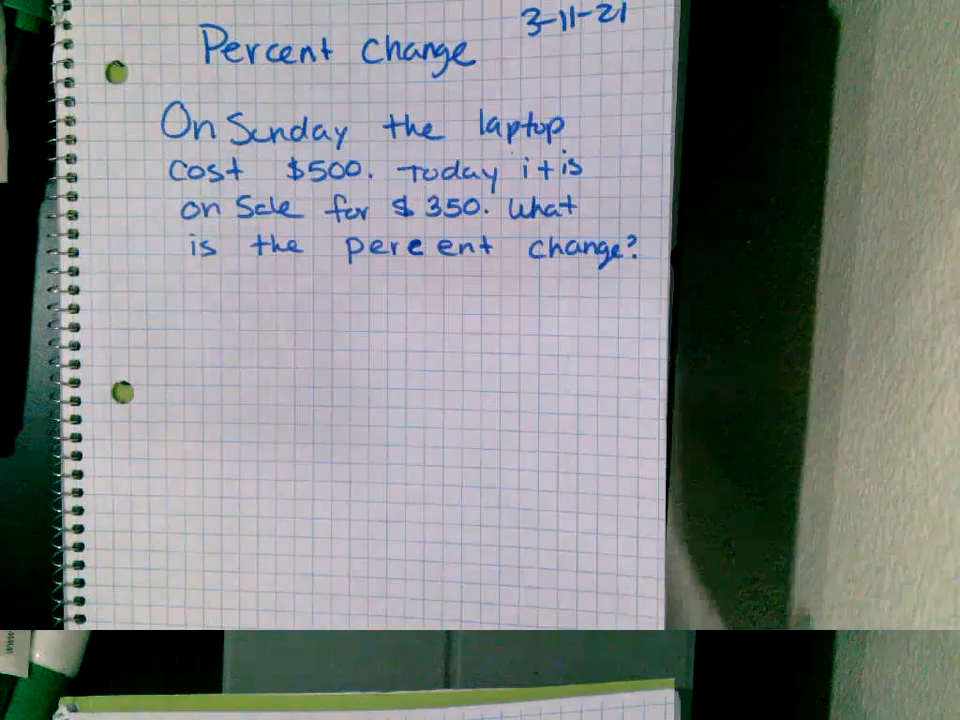 3-11-21
Percent change
On Sunday the laptop
cost $500. Today it is
on Sale for $350. What
is the percent change?